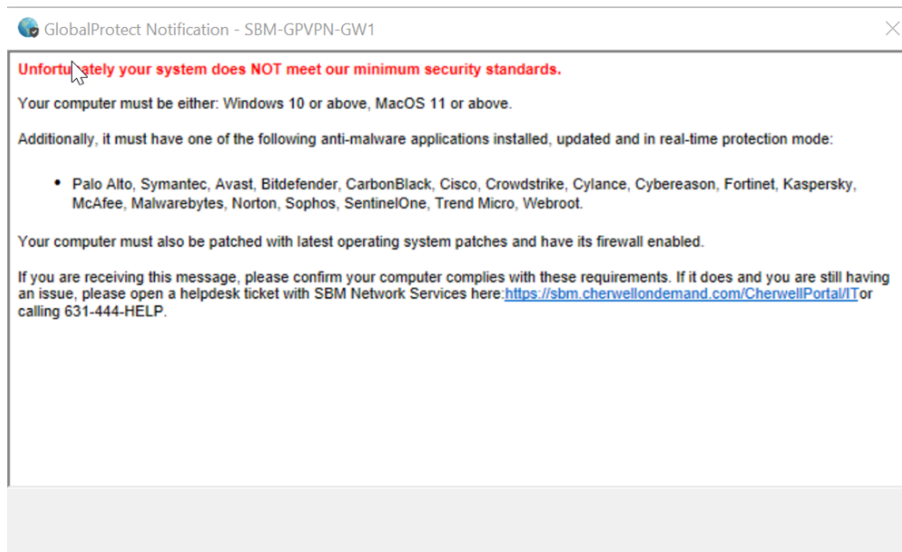 GlobalProtect Notification - SBM-GPVPN-GW1
Unfortunately your system does NOT meet our minimum security standards.
Your computer must be either: Windows 10 or above, MacOS 11 or above.
Additionally, it must have one of the following anti-malware applications installed, updated and in real-time protection mode:
• Palo Alto, Symantec, Avast, Bitdefender, CarbonBlack, Cisco, Crowdstrike, Cylance, Cybereason, Fortinet, Kaspersky,
McAfee, Malwarebytes, Norton, Sophos, SentinelOne, Trend Micro, Webroot.
Your computer must also be patched with latest operating system patches and have its firewall enabled.
If you are receiving this message, please confirm your computer complies with these requirements. If it does and you are still having
an issue, please open a helpdesk ticket with SBM Network Services here:https://sbm.cherwellondemand.com/CherwellPortal/ITor
calling 631-444-HELP.